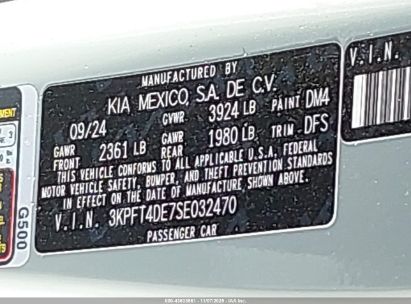 MANUFACTURED BY
KIA MEXICO, S.A. DE C.V.
09/24 GVWR 3924 LB PAINT DM4
GAWR FRONT 2361 LB GAWR REAR 1980 LB TRIM DFS
THIS VEHICLE CONFORMS TO ALL APPLICABLE U.S.A. FEDERAL
MOTOR VEHICLE SAFETY, BUMPER, AND THEFT PREVENTION STANDARDS
IN EFFECT ON THE DATE OF MANUFACTURE SHOWN ABOVE.
V.I.N. 3KPFT4DE7SE032470
PASSENGER CAR
V.I.N.
G500
3